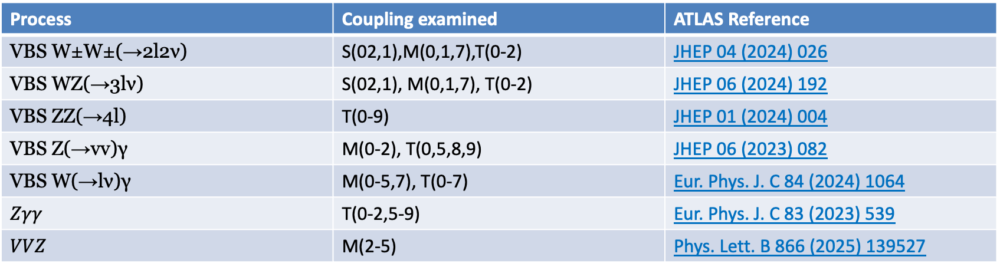 Process Coupling examined ATLAS Reference
VBS W±W±(→2l2ν) S(02,1),M(0,1,7),T(0-2) JHEP 04 (2024) 026
VBS WZ(→3lν) S(02,1), M(0,1,7), T(0-2) JHEP 06 (2024) 192
VBS ZZ(→4l) T(0-9) JHEP 01 (2024) 004
VBS Z(→νν)γ M(0-2), T(0,5,8,9) JHEP 06 (2023) 082
VBS W(→lν)γ M(0-5,7), T(0-7) Eur. Phys. J. C 84 (2024) 1064
Zγγ T(0-2,5-9) Eur. Phys. J. C 83 (2023) 539
VVZ M(2-5) Phys. Lett. B 866 (2025) 139527